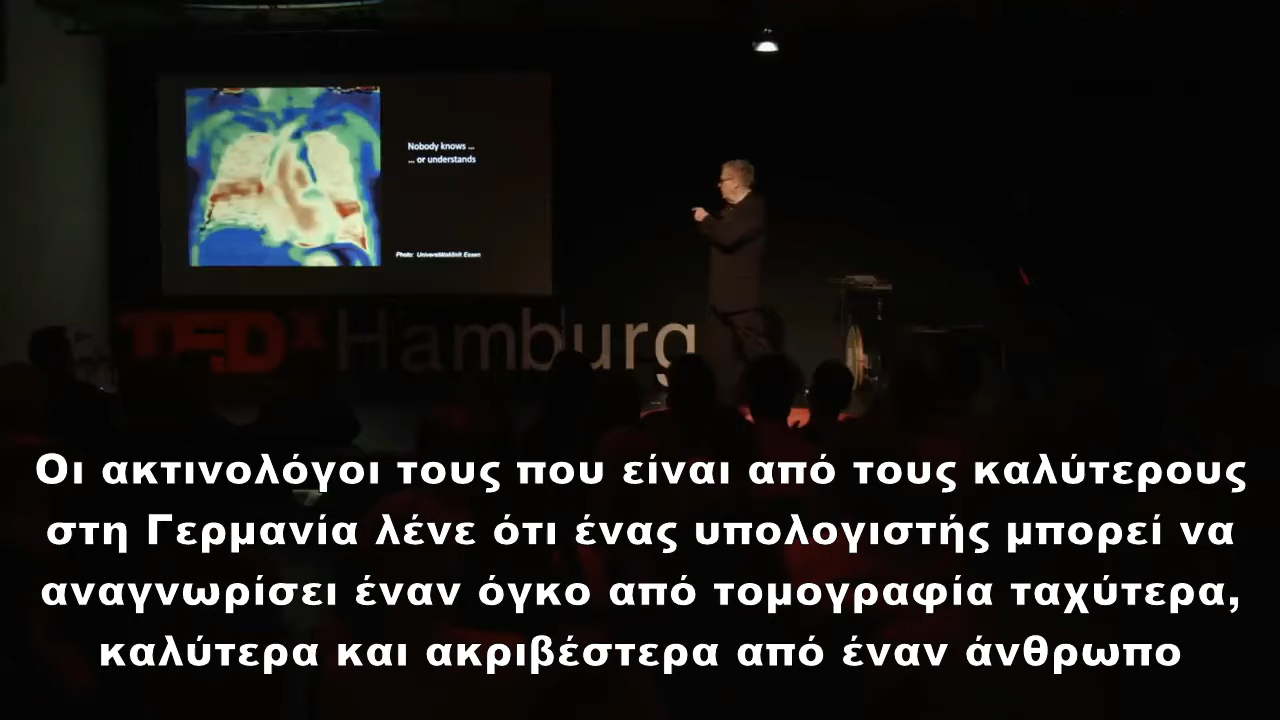 Nobody knows ...
... or understands
Photo: Universitätsklinik Essen
TEDx Hamburg
Οι ακτινολόγοι τους που είναι από τους καλύτερους
στη Γερμανία λένε ότι ένας υπολογιστής μπορεί να
αναγνωρίσει έναν όγκο από τομογραφία ταχύτερα,
καλύτερα και ακριβέστερα από έναν άνθρωπο